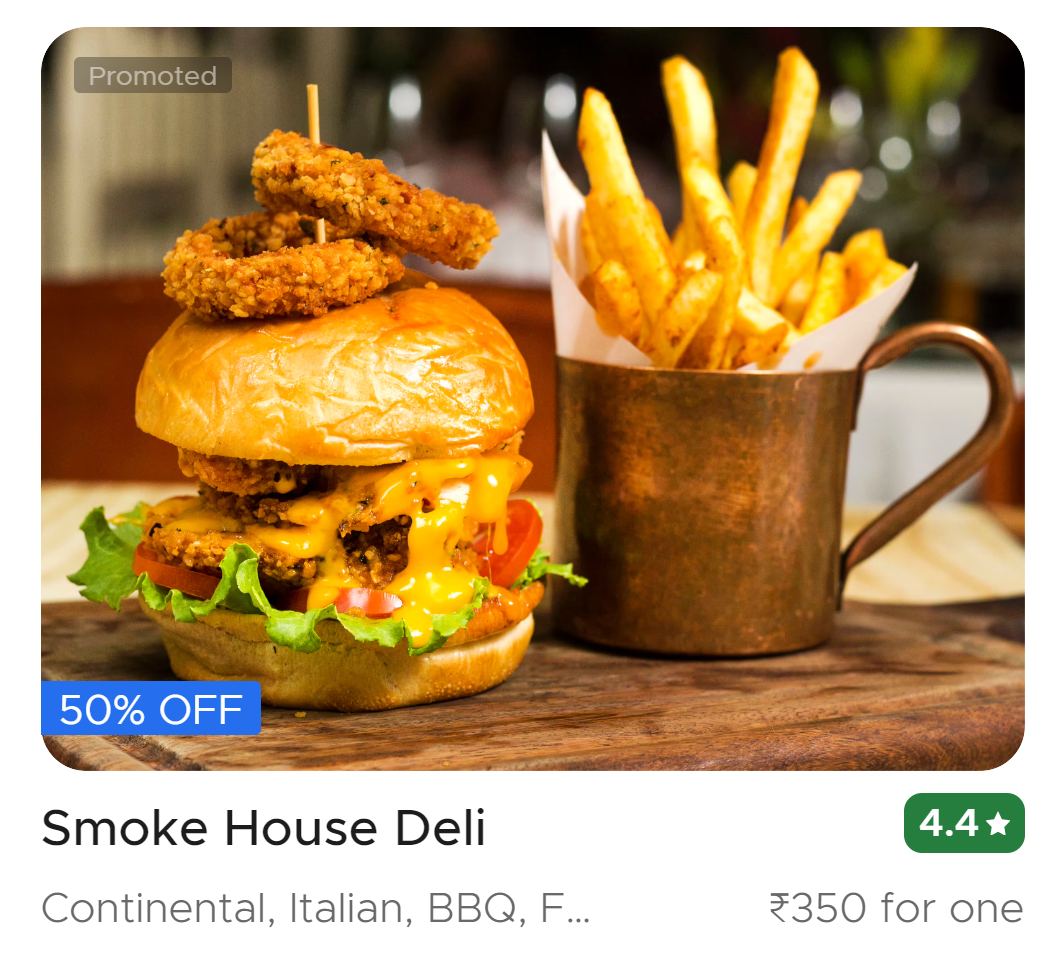 Promoted
50% OFF
Smoke House Deli
4.4★
Continental, Italian, BBQ, F...
₹350 for one